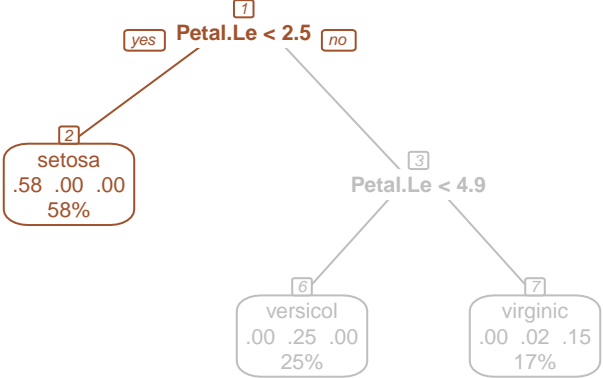 1
yes Petal.Le < 2.5 no
2
setosa
.58 .00 .00
58%
3
Petal.Le < 4.9
6
versicol
.00 .25 .00
25%
7
virginic
.00 .02 .15
17%